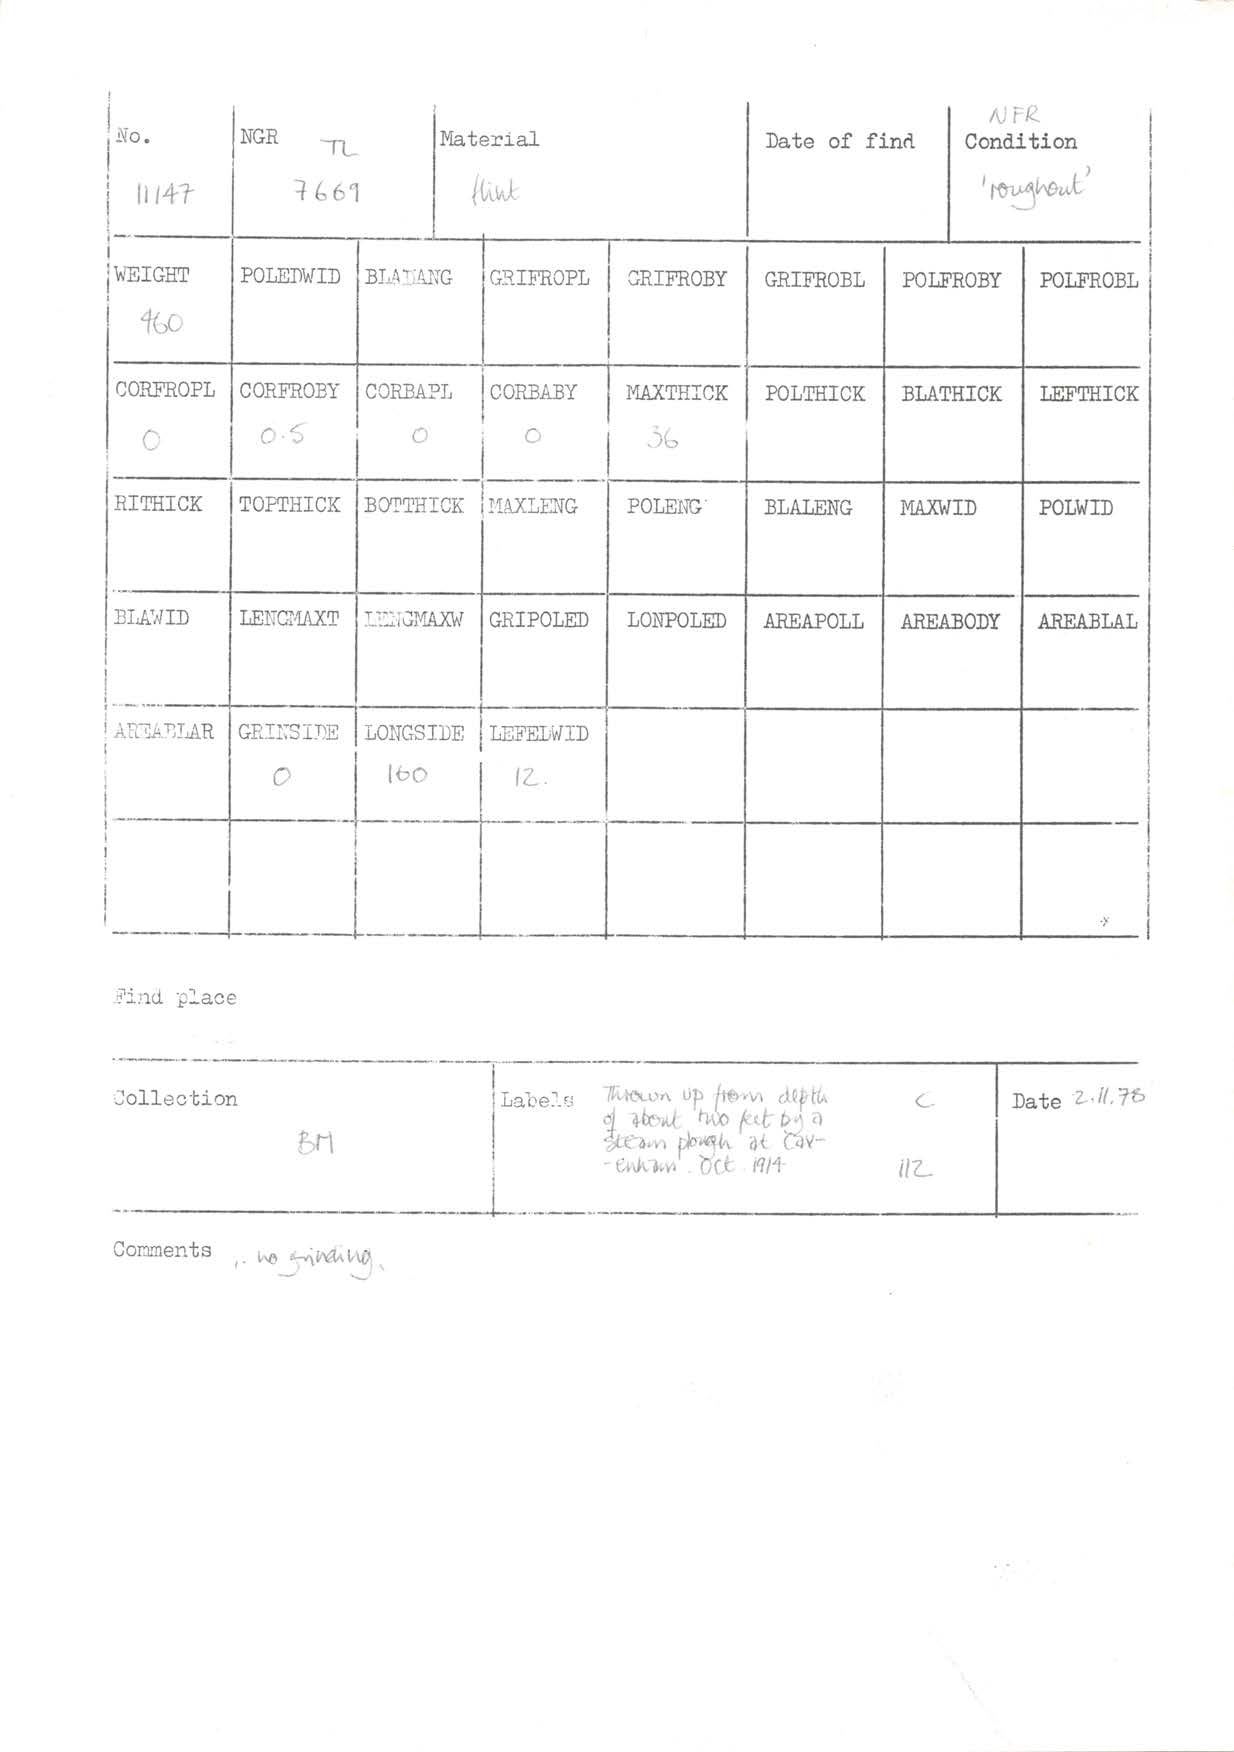 NFR
No. NGR TL Material Date of find Condition
11147 7669 flint 'roughout'
WEIGHT POLEDWID BLADANG GRIFROPL GRIFROBY GRIFROBL POLFROBY POLFROBL
460
CORFROPL CORFROBY CORBAPL CORBABY MAXTHICK POLTHICK BLATHICK LEFTHICK
0 0.5 0 0 36
RITHICK TOPTHICK BOTTHICK MAXLENG POLENG BLALENG MAXWID POLWID
BLAWID LENGMAXT LENGMAXW GRIPOLED LONPOLED AREAPOLL AREABODY AREABLAL
AREABLAR GRINSIDE LONGSIDE LEFELWID
0 160 12.
Find place
Collection Labels Thrown up from depth C Date 2.11.78
of about two feet by a
BM steam plough at Cav-
-enham. Oct. 1914 112
Comments no grinding.